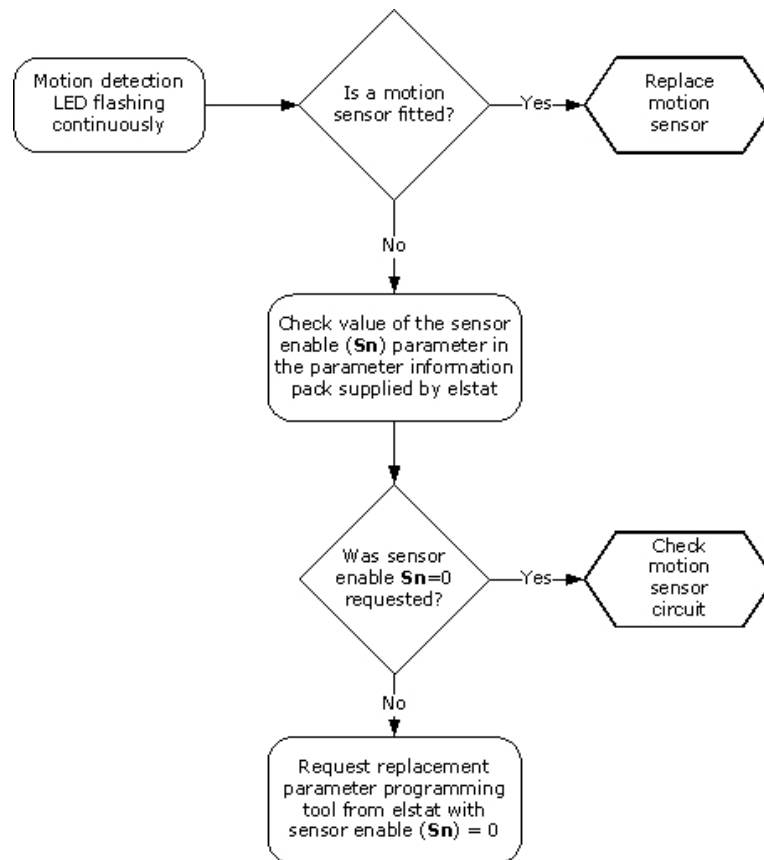 Motion detection
LED flashing
continuously
Is a motion
sensor fitted?
Yes
Replace
motion
sensor
No
Check value of the sensor
enable (Sn) parameter in
the parameter information
pack supplied by elstat
Was sensor
enable Sn=0
requested?
Yes
Check
motion
sensor
circuit
No
Request replacement
parameter programming
tool from elstat with
sensor enable (Sn) = 0